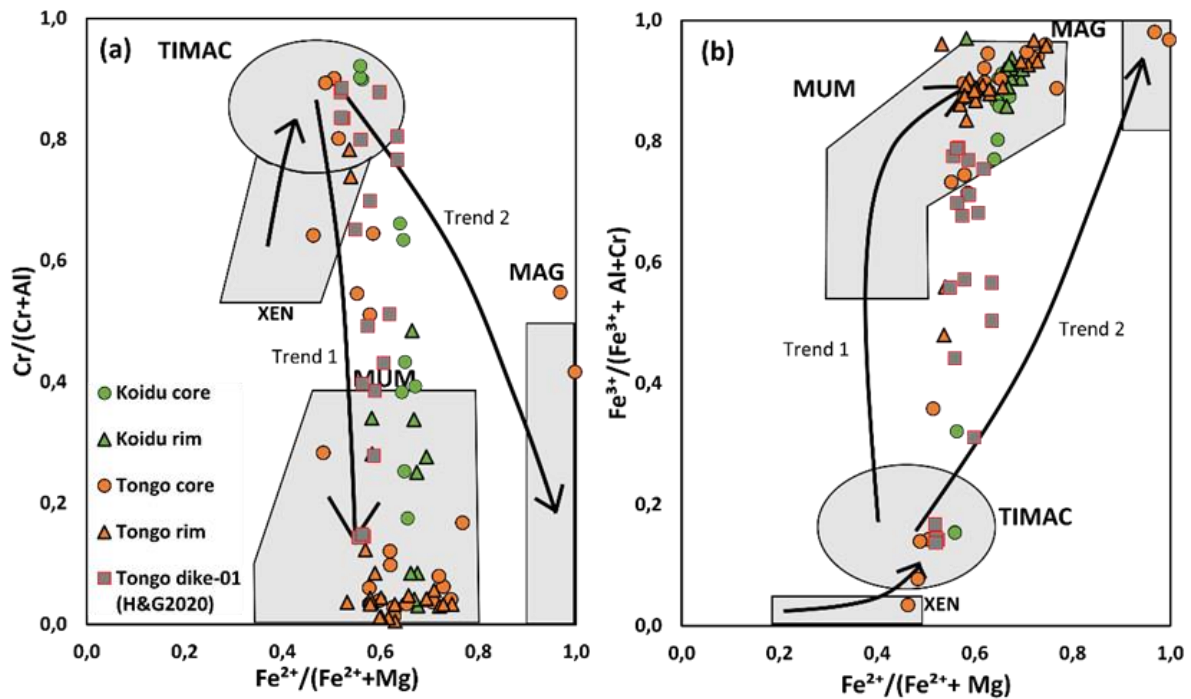 (a)
TIMAC
Trend 2
MAG
XEN
Trend 1
MUM
Koidu core
Koidu rim
Tongo core
Tongo rim
Tongo dike-01
(H&G2020)
Cr/(Cr+Al)
1,0
0,8
0,6
0,4
0,2
0,0
0,0 0,2 0,4 0,6 0,8 1,0
Fe²⁺/(Fe²⁺+Mg)
(b)
MAG
MUM
Trend 1
Trend 2
TIMAC
XEN
Fe³⁺/(Fe³⁺+ Al+Cr)
1,0
0,8
0,6
0,4
0,2
0,0
0,0 0,2 0,4 0,6 0,8 1,0
Fe²⁺/(Fe²⁺+ Mg)